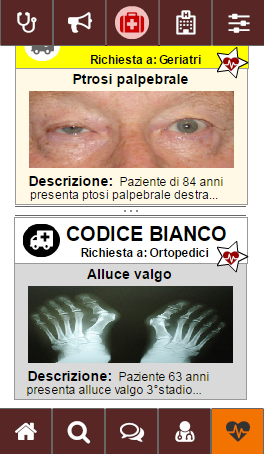 Richiesta a: Geriatri
Ptrosi palpebrale
Descrizione: Paziente di 84 anni
presenta ptosi palpebrale destra...
...
CODICE BIANCO
Richiesta a: Ortopedici
Alluce valgo
Descrizione: Paziente 63 anni
presenta alluce valgo 3°stadio...